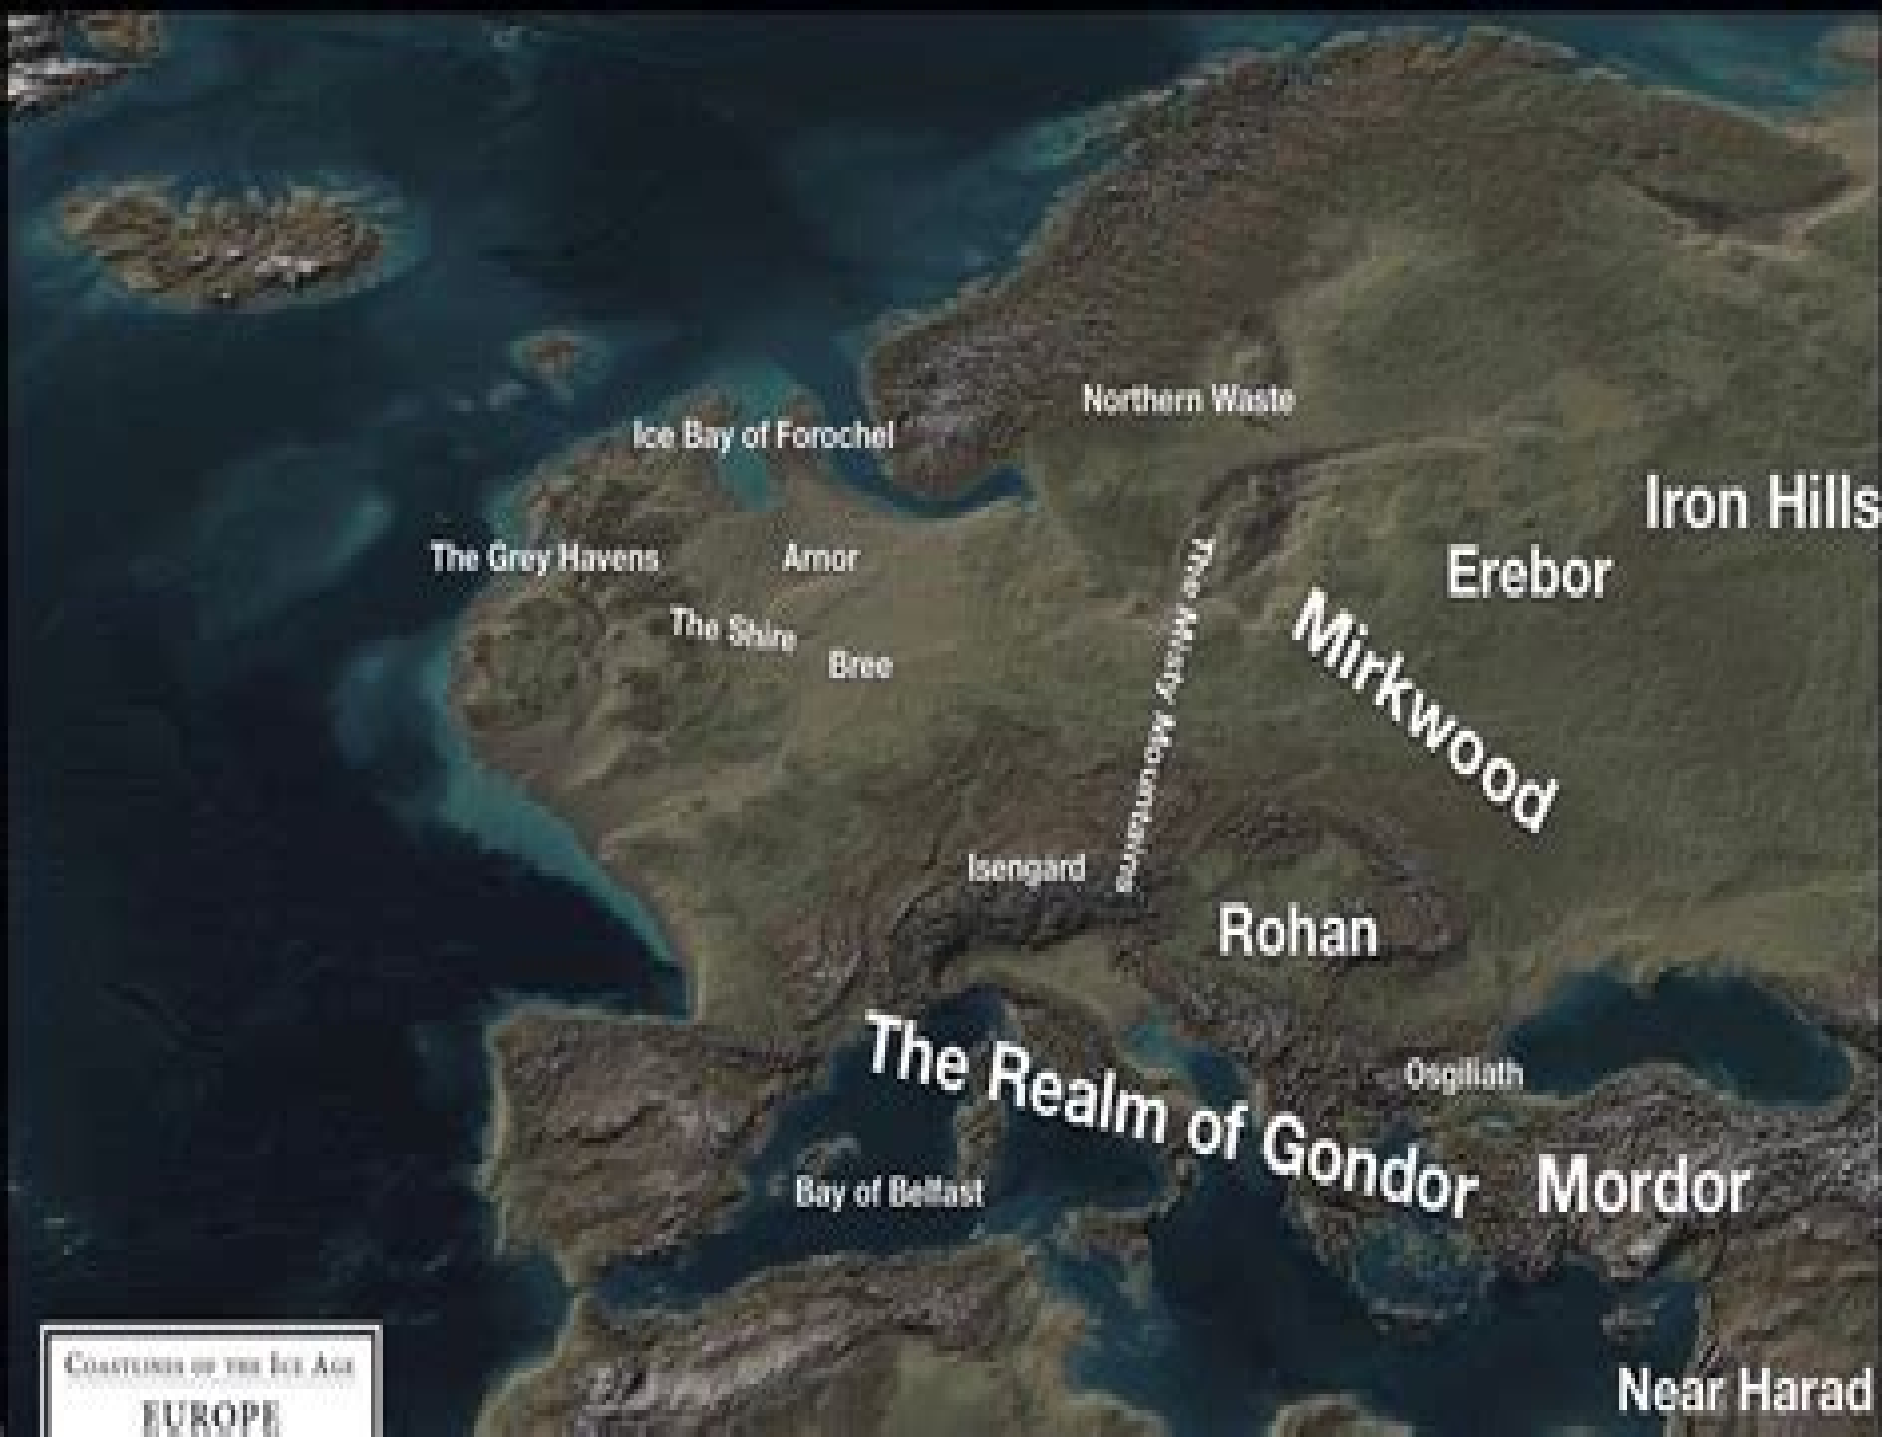 Northern Waste
Ice Bay of Forochel
Iron Hills
Erebor
The Grey Havens
Arnor
The Misty Mountains
Mirkwood
The Shire
Bree
Isengard
Rohan
The Realm of Gondor
Osgiliath
Mordor
Bay of Belfast
COASTLINES OF THE ICE AGE
EUROPE
Near Harad